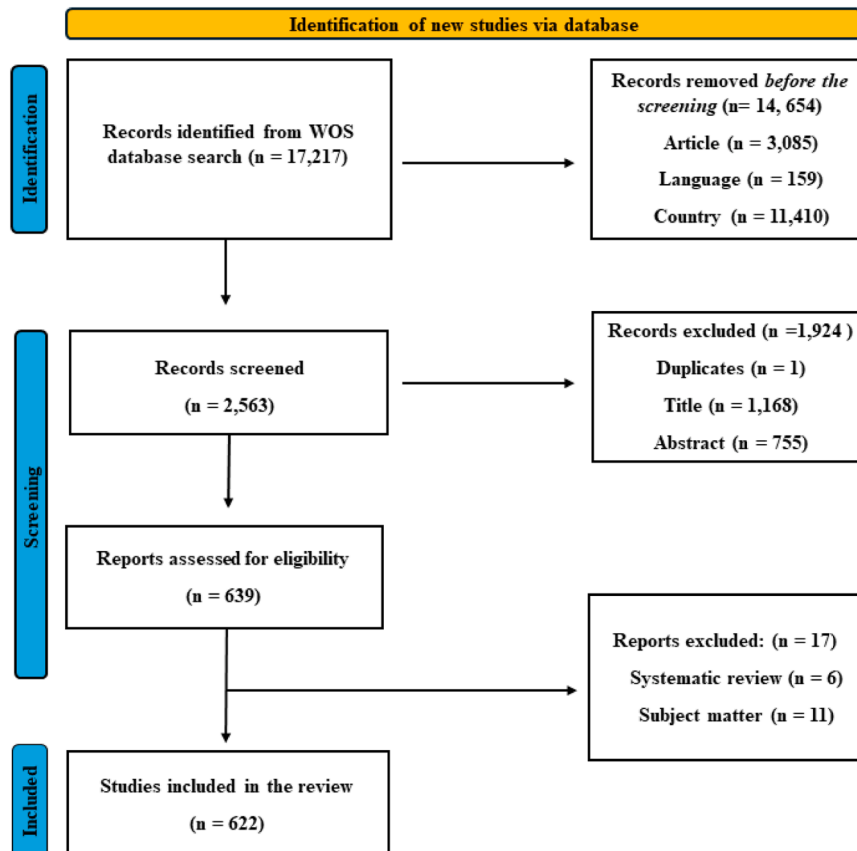 Identification of new studies via database
Identification
Records identified from WOS
database search (n = 17,217)
Records removed before the
screening (n= 14, 654)
Article (n = 3,085)
Language (n = 159)
Country (n = 11,410)
Screening
Records screened
(n = 2,563)
Records excluded (n =1,924 )
Duplicates (n = 1)
Title (n = 1,168)
Abstract (n = 755)
Reports assessed for eligibility
(n = 639)
Reports excluded: (n = 17)
Systematic review (n = 6)
Subject matter (n = 11)
Included
Studies included in the review
(n = 622)